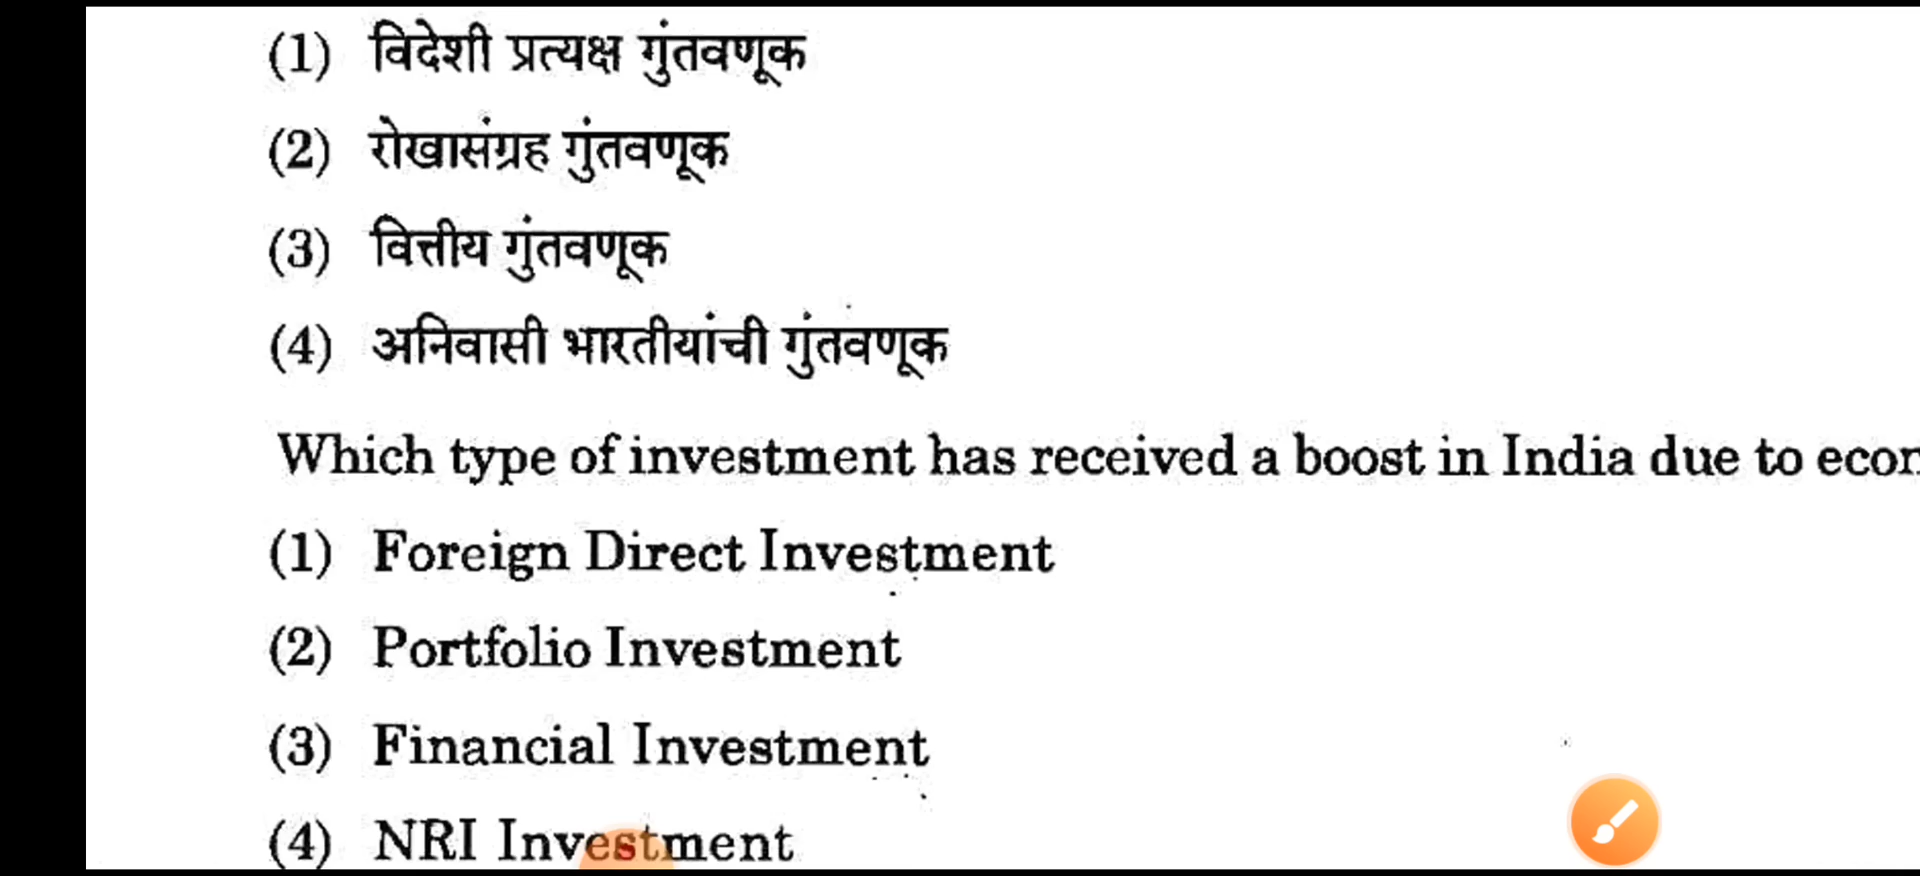 (1) विदेशी प्रत्यक्ष गुंतवणूक
(2) रोखासंग्रह गुंतवणूक
(3) वित्तीय गुंतवणूक
(4) अनिवासी भारतीयांची गुंतवणूक
Which type of investment has received a boost in India due to
(1) Foreign Direct Investment
(2) Portfolio Investment
(3) Financial Investment
(4) NRI Investment